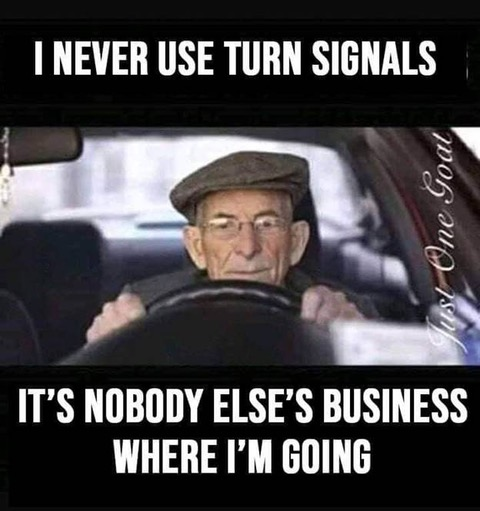 I NEVER USE TURN SIGNALS
Just One Goat
IT'S NOBODY ELSE'S BUSINESS
WHERE I'M GOING